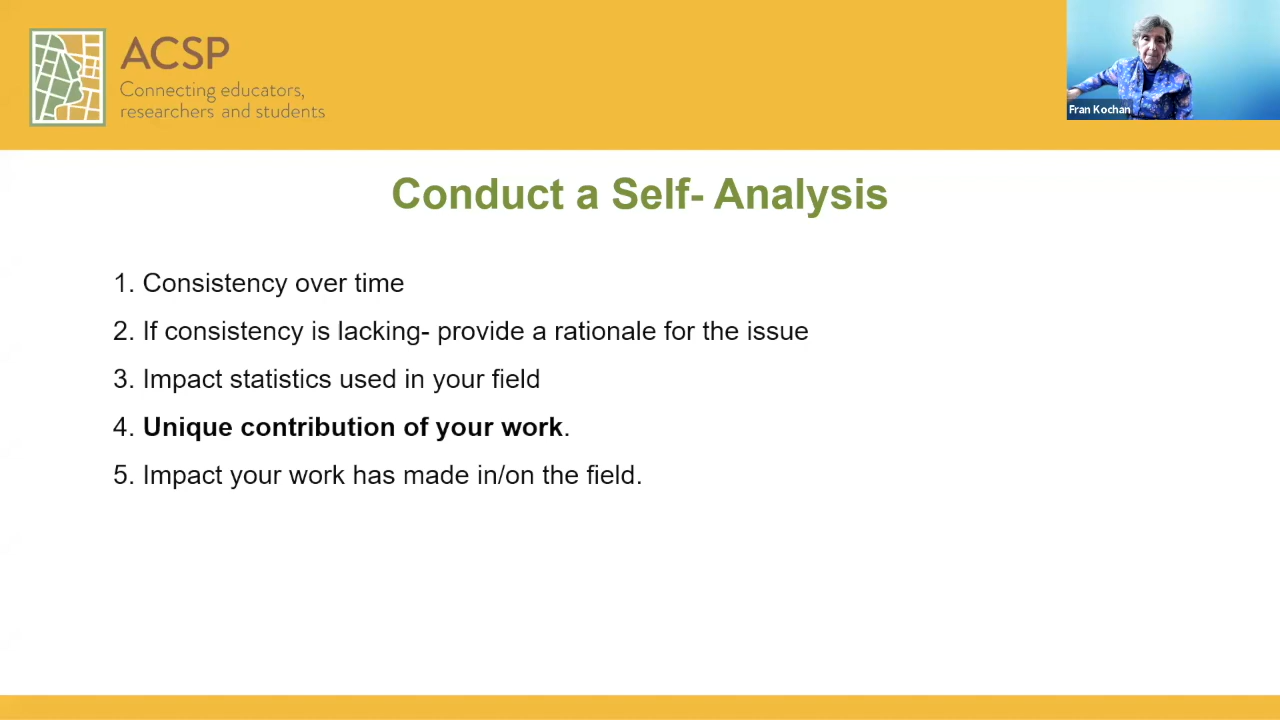 ACSP
Connecting educators,
researchers and students
Fran Kochan
Conduct a Self- Analysis
1. Consistency over time
2. If consistency is lacking- provide a rationale for the issue
3. Impact statistics used in your field
4. Unique contribution of your work.
5. Impact your work has made in/on the field.